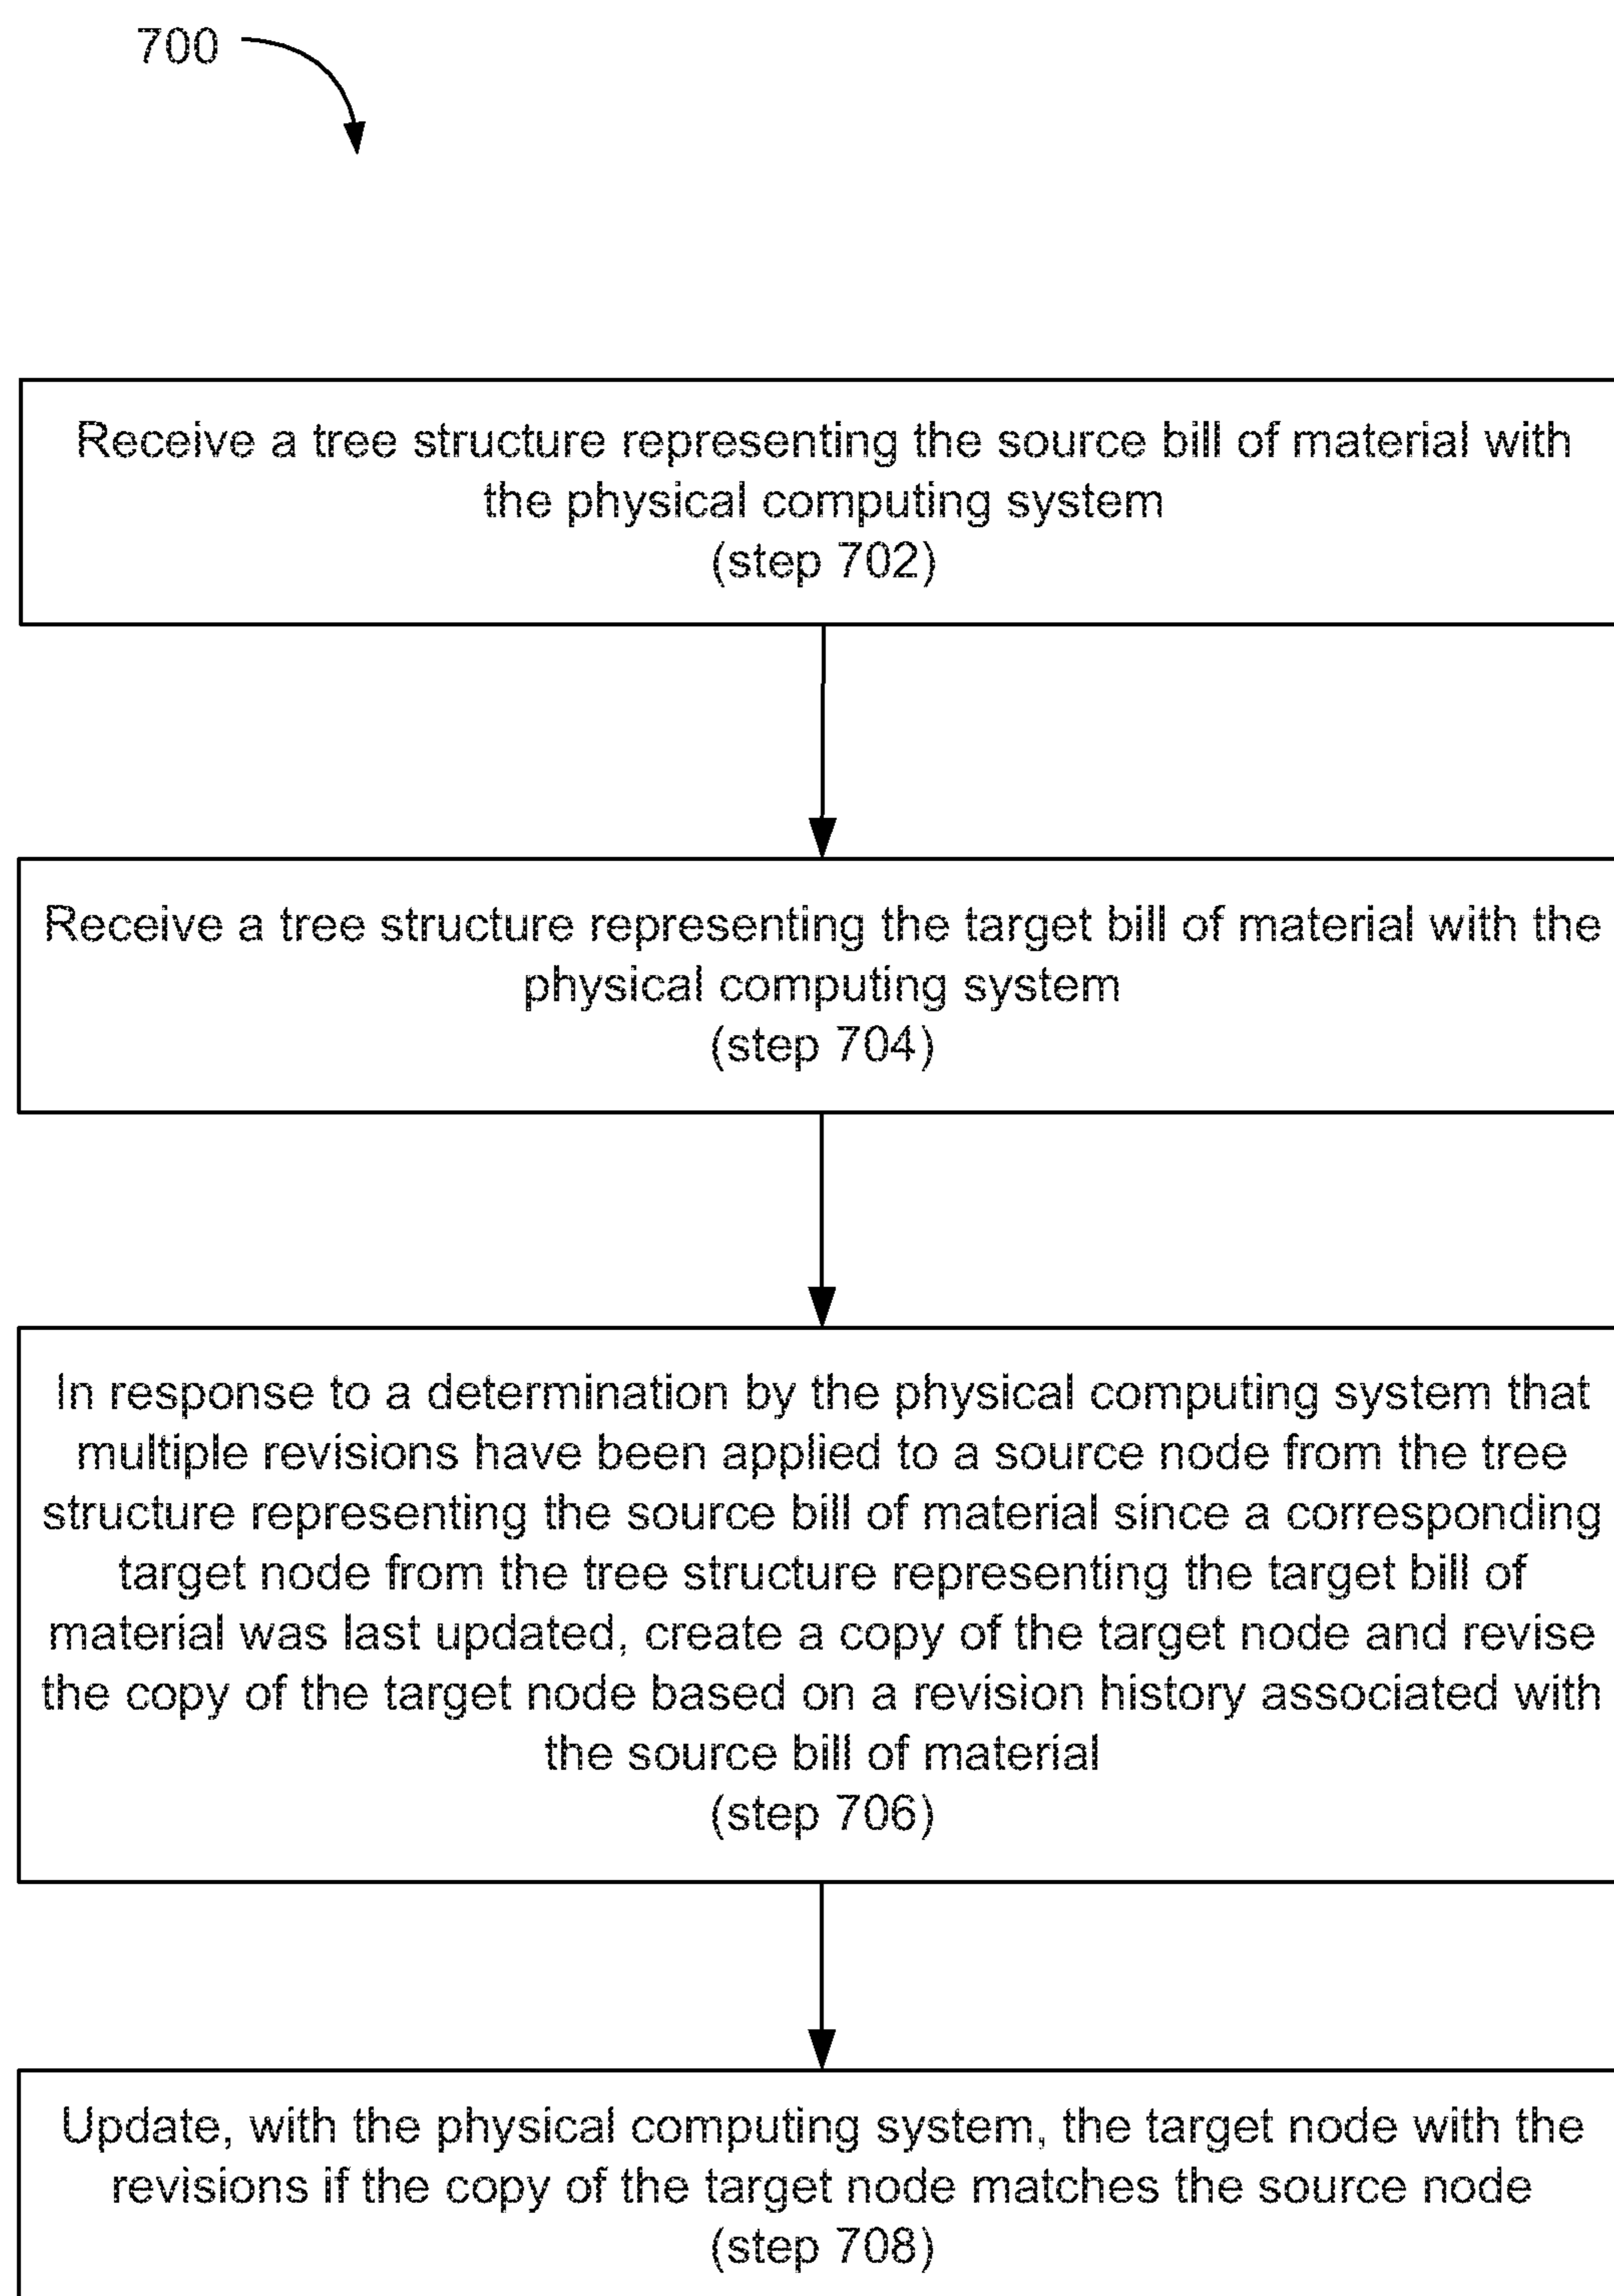 700
Receive a tree structure representing the source bill of material with
the physical computing system
(step 702)
Receive a tree structure representing the target bill of material with the
physical computing system
(step 704)
In response to a determination by the physical computing system that
multiple revisions have been applied to a source node from the tree
structure representing the source bill of material since a corresponding
target node from the tree structure representing the target bill of
material was last updated, create a copy of the target node and revise
the copy of the target node based on a revision history associated with
the source bill of material
(step 706)
Update, with the physical computing system, the target node with the
revisions if the copy of the target node matches the source node
(step 708)